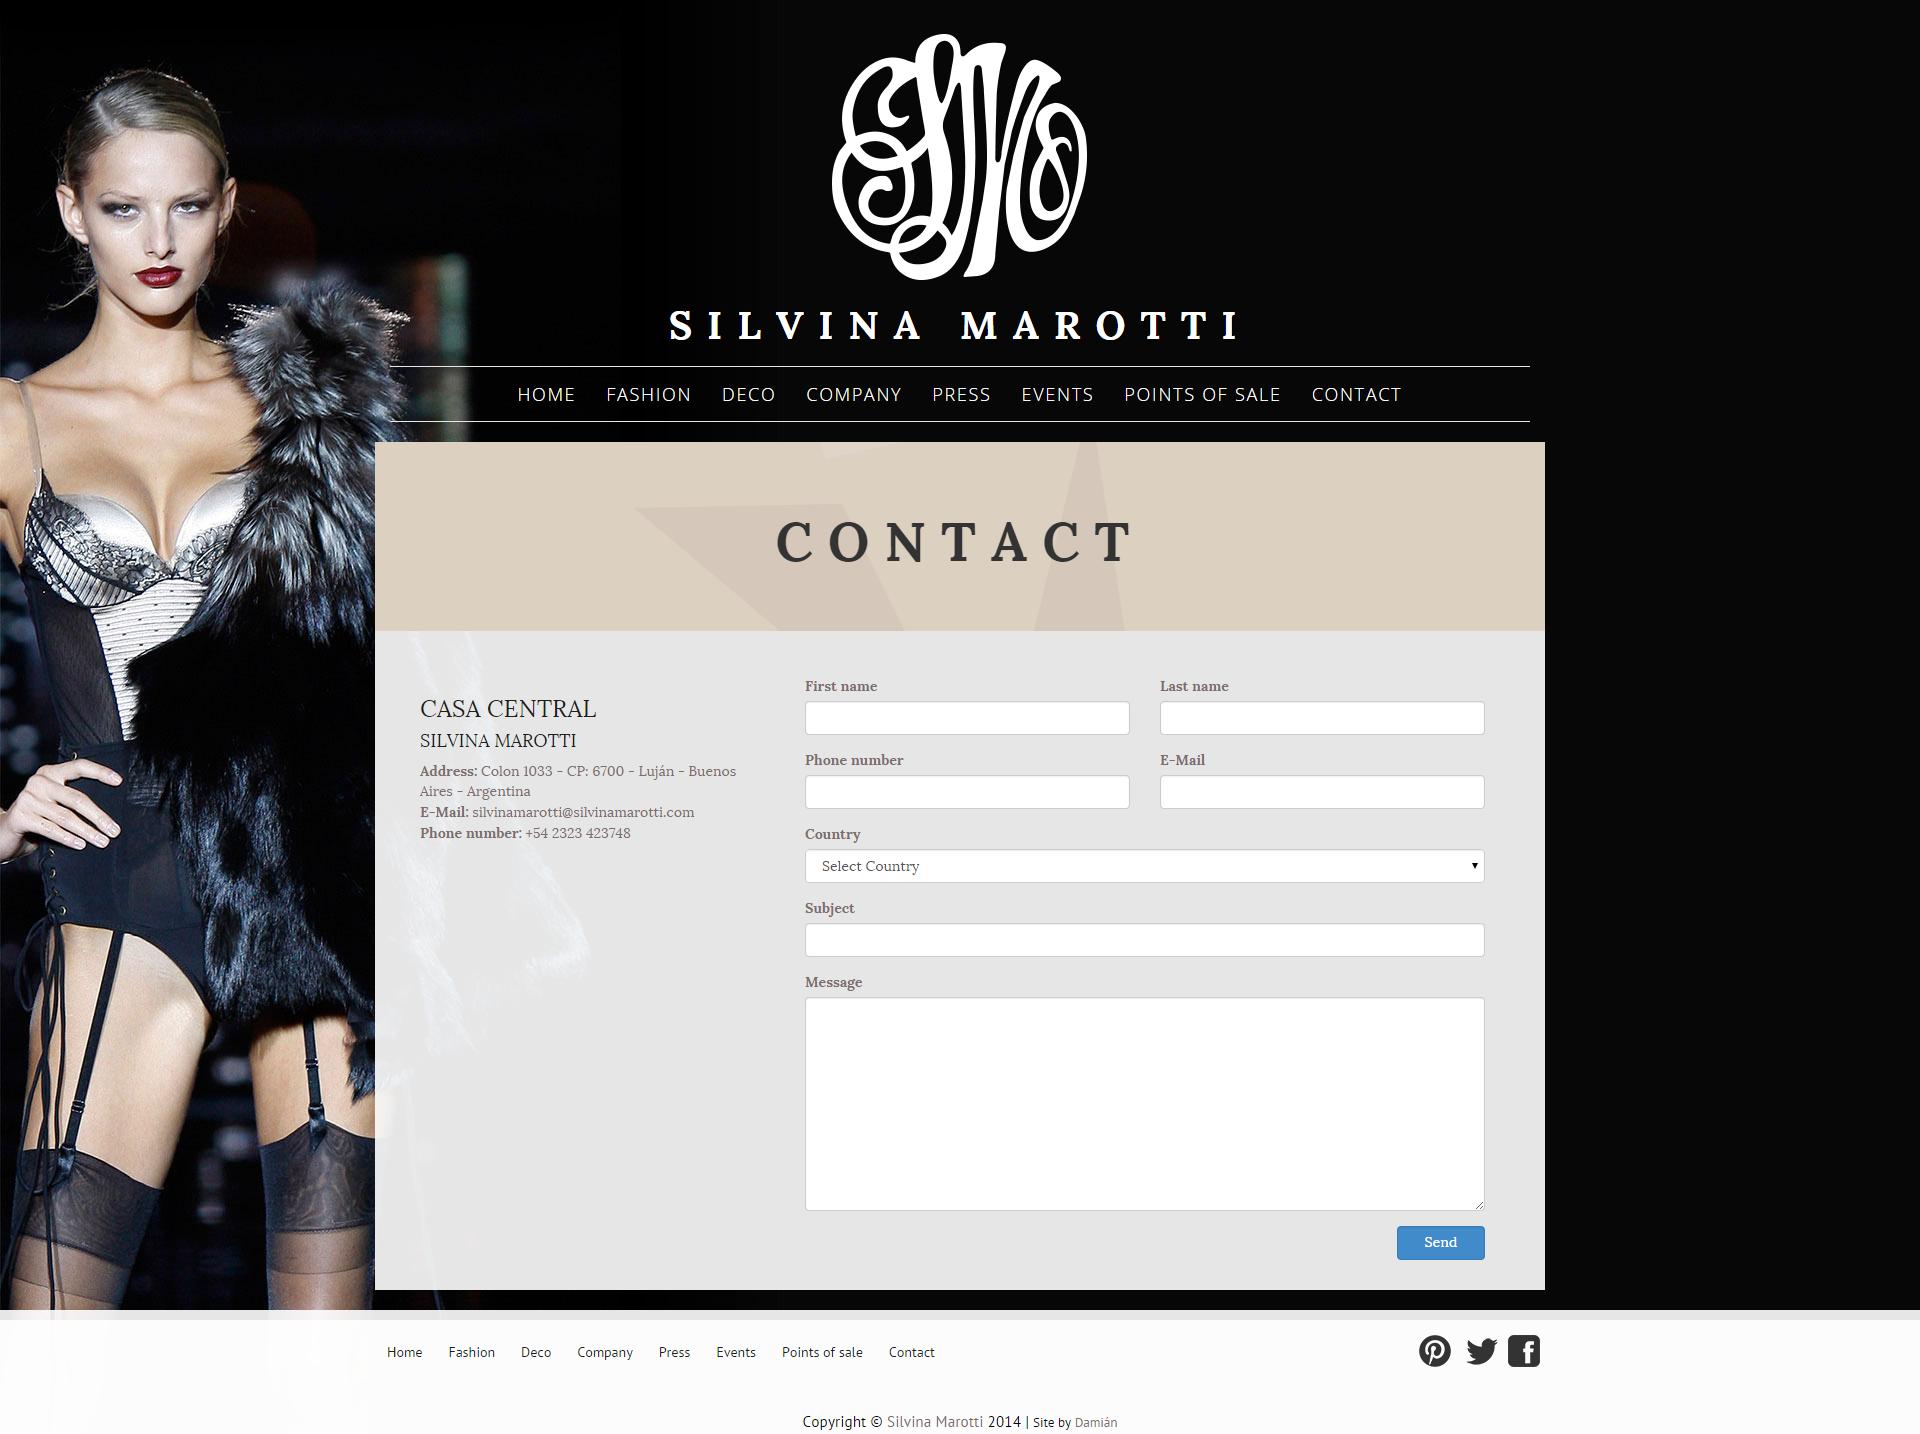 SM
SILVINA MAROTTI
HOME FASHION DECO COMPANY PRESS EVENTS POINTS OF SALE CONTACT
CONTACT
CASA CENTRAL
SILVINA MAROTTI
Address: Colon 1033 - CP: 6700 - Luján - Buenos
Aires - Argentina
E-Mail: silvinamarotti@silvinamarotti.com
Phone number: +54 2323 423748
First name Last name
Phone number E-Mail
Country
Select Country
Subject
Message
Send
Home Fashion Deco Company Press Events Points of sale Contact
Copyright © Silvina Marotti 2014 | Site by Damián